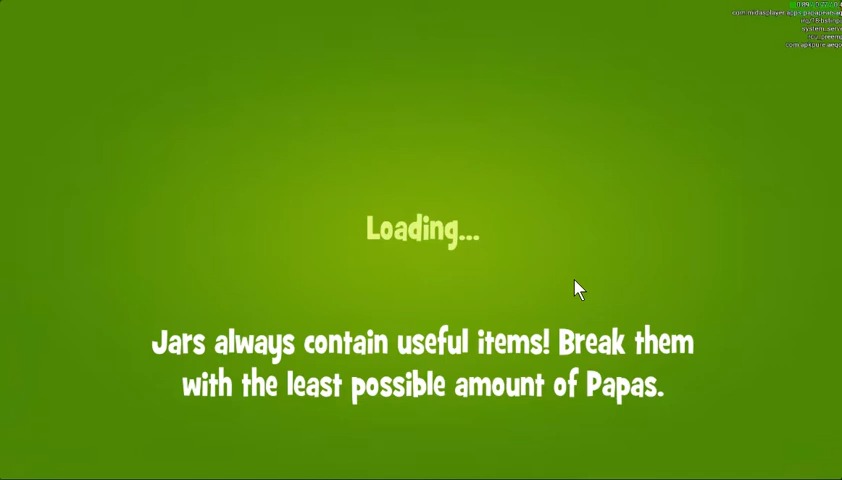 Loading...
Jars always contain useful items! Break them
with the least possible amount of Papas.